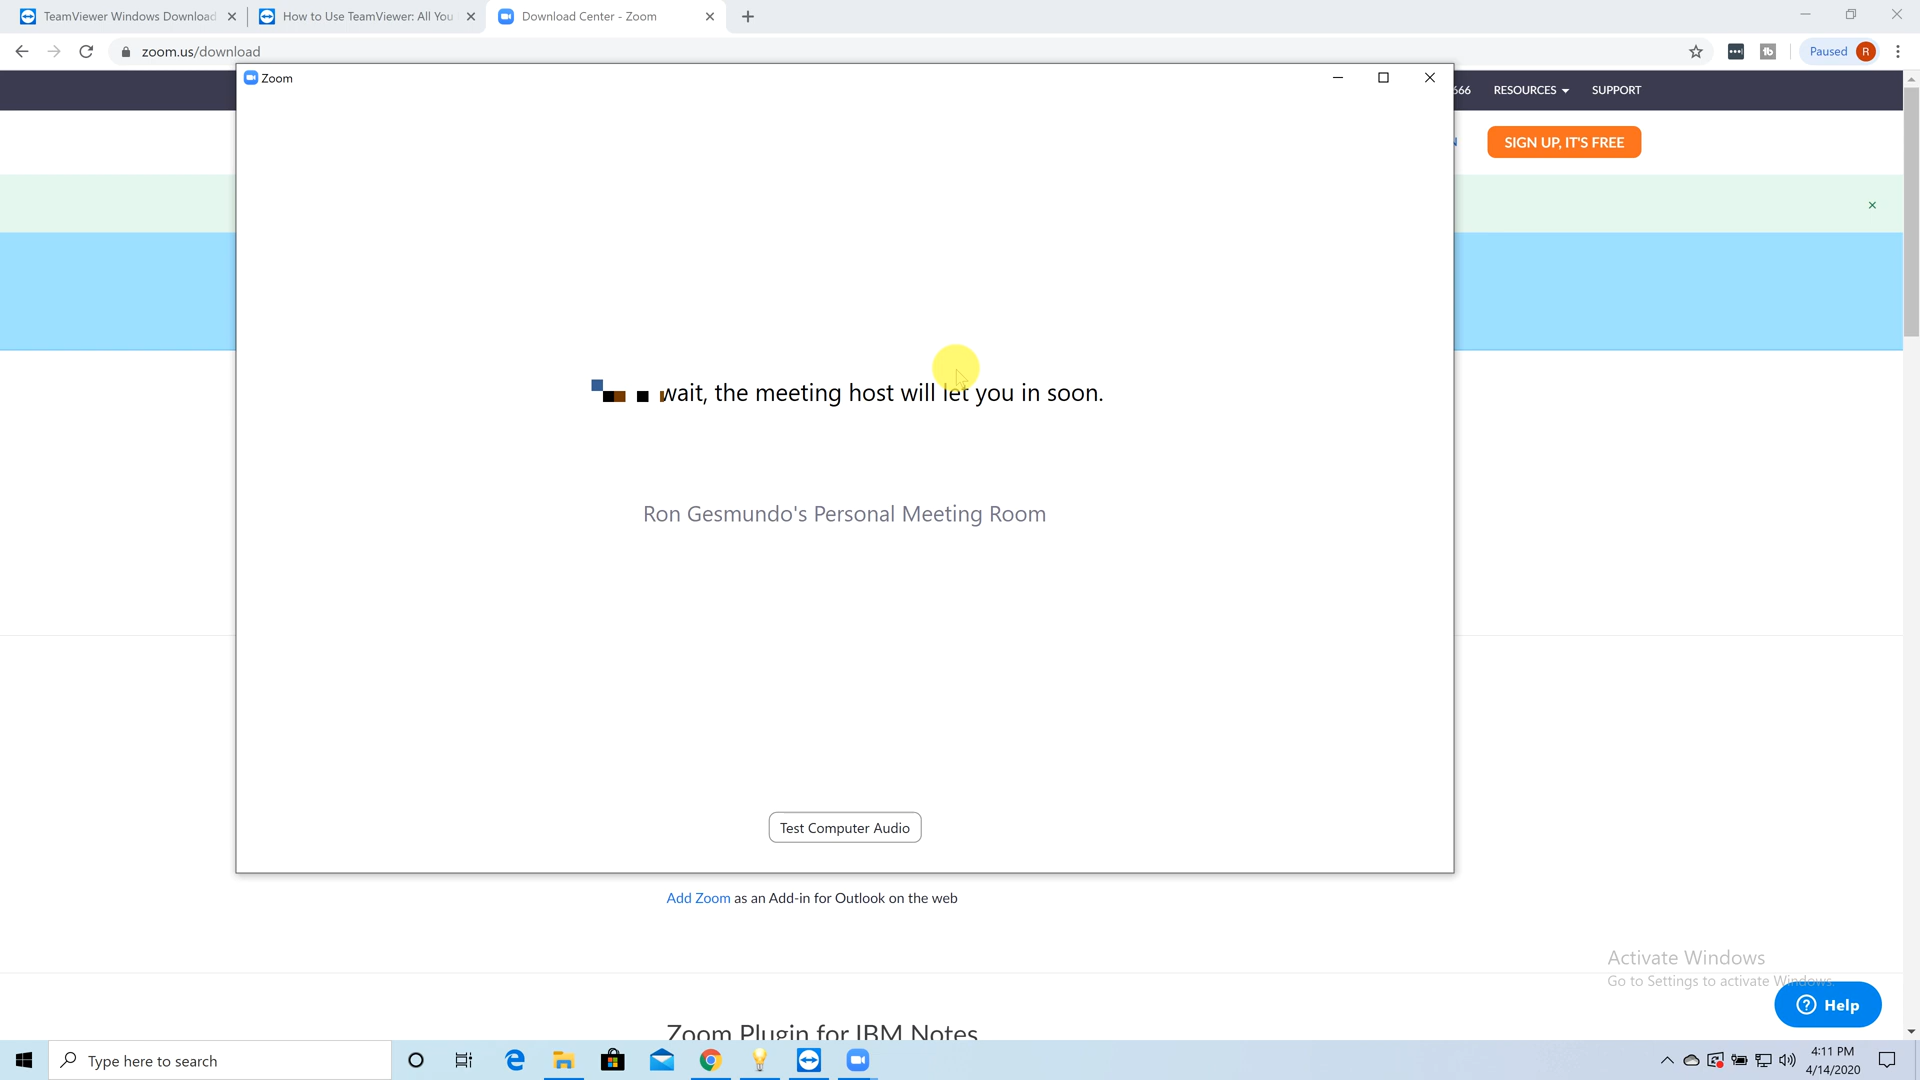 TeamViewer Windows Download
How to Use TeamViewer: All You
Download Center - Zoom
zoom.us/download
Paused
R
Zoom
666
RESOURCES
SUPPORT
SIGN UP, IT'S FREE
wait, the meeting host will let you in soon.
Ron Gesmundo's Personal Meeting Room
Test Computer Audio
Add Zoom as an Add-in for Outlook on the web
Activate Windows
Go to Settings to activate Windows.
Help
Zoom Plugin for IBM Notes
Type here to search
4:11 PM
4/14/2020